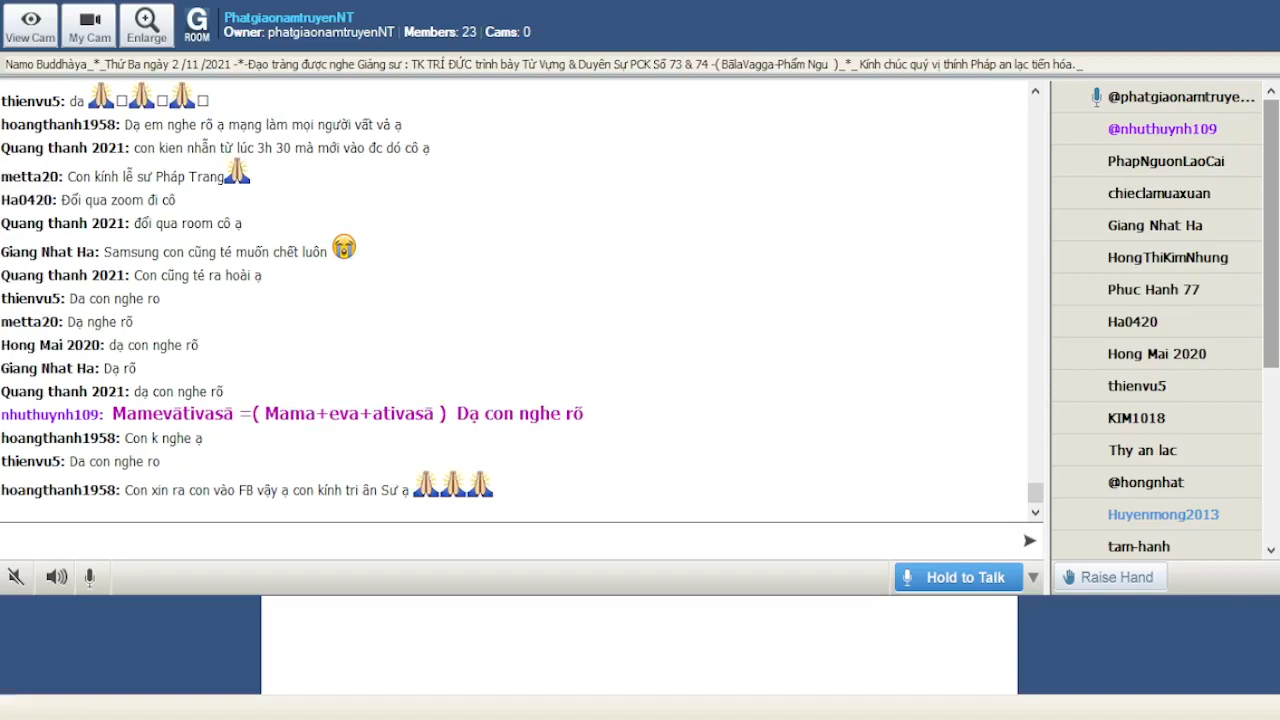 View Cam
My Cam
Enlarge
G
ROOM
PhatgiaonamtruyenNT
Owner: phatgiaonamtruyenNT | Members: 23 | Cams: 0
Namo Buddhàya_*_Thứ Ba ngày 2 /11 /2021 -*-Đạo tràng được nghe Giảng sư : TK TRÍ ĐỨC trình bày Từ Vựng & Duyên Sự PCK Số 73 & 74 -( BãlaVagga-Phẩm Ngu )_*_ Kính chúc quý vị thính Pháp an lạc tiến hóa._
thienvu5: da
hoangthanh1958: Dạ em nghe rõ ạ mạng làm mọi người vất vả ạ
Quang thanh 2021: con kien nhẫn từ lúc 3h 30 mà mới vào đc dó cô ạ
metta20: Con kính lễ sư Pháp Trang
Ha0420: Đổi qua zoom đi cô
Quang thanh 2021: đổi qua room cô ạ
Giang Nhat Ha: Samsung con cũng té muốn chết luôn
Quang thanh 2021: Con cũng té ra hoài ạ
thienvu5: Da con nghe ro
metta20: Dạ nghe rõ
Hong Mai 2020: dạ con nghe rõ
Giang Nhat Ha: Dạ rõ
Quang thanh 2021: dạ con nghe rõ
nhuthuynh109: Mamevātivasā =( Mama+eva+ativasā ) Dạ con nghe rõ
hoangthanh1958: Con k nghe ạ
thienvu5: Da con nghe ro
hoangthanh1958: Con xin ra con vào FB vậy ạ con kính tri ân Sư ạ
Hold to Talk
@phatgiaonamtruye...
@nhuthuynh109
PhapNguonLaoCai
chieclamuaxuan
Giang Nhat Ha
HongThiKimNhung
Phuc Hanh 77
Ha0420
Hong Mai 2020
thienvu5
KIM1018
Thy an lac
@hongnhat
Huyenmong2013
tam-hanh
Raise Hand